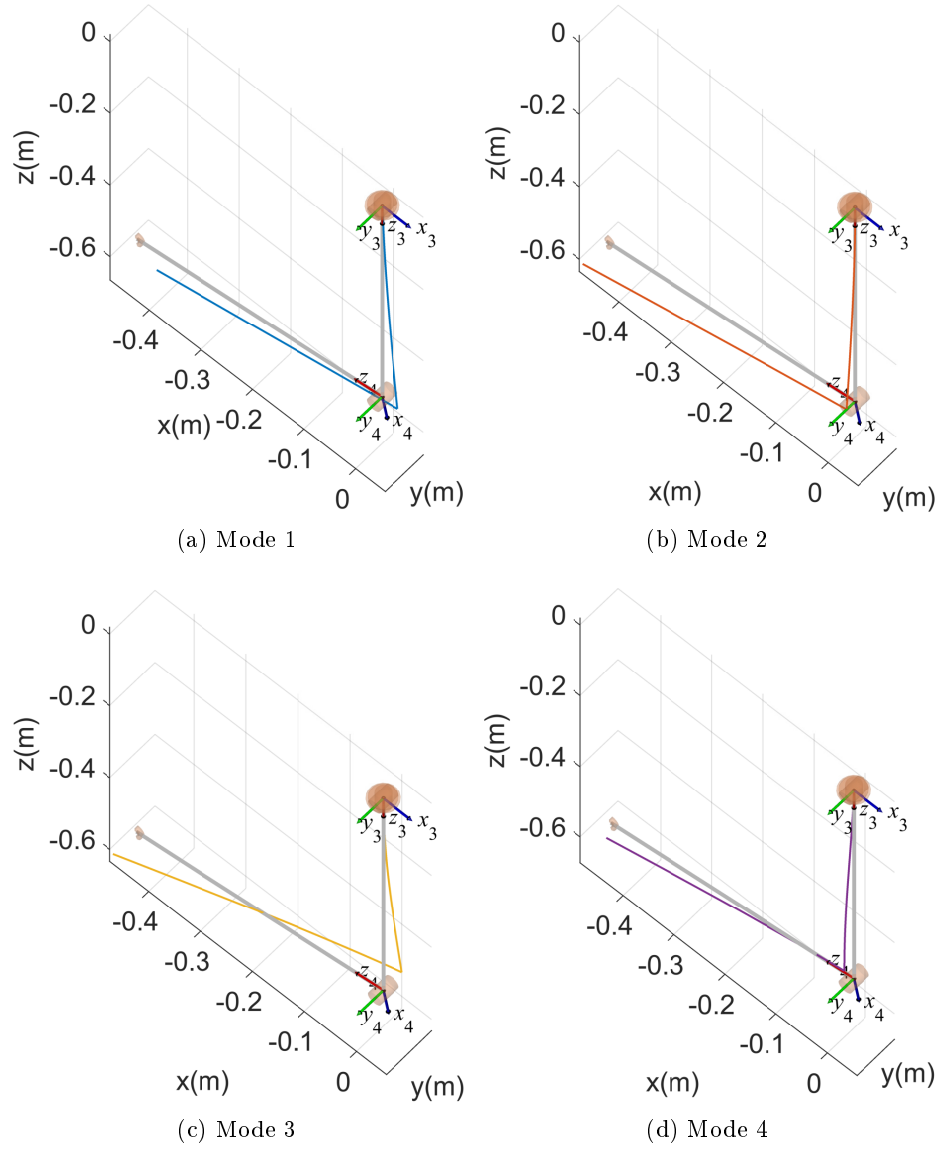 0
-0.2
-0.4
-0.6
z(m)
y3 z3 x3
z4
y4 x4
-0.4
-0.3
-0.2
-0.1
0
x(m)
y(m)
(a) Mode 1
0
-0.2
-0.4
-0.6
z(m)
y3 z3 x3
z4
y4 x4
-0.4
-0.3
-0.2
-0.1
0
x(m)
y(m)
(b) Mode 2
0
-0.2
-0.4
-0.6
z(m)
y3 z3 x3
z4
y4 x4
-0.4
-0.3
-0.2
-0.1
0
x(m)
y(m)
(c) Mode 3
0
-0.2
-0.4
-0.6
z(m)
y3 z3 x3
z4
y4 x4
-0.4
-0.3
-0.2
-0.1
0
x(m)
y(m)
(d) Mode 4